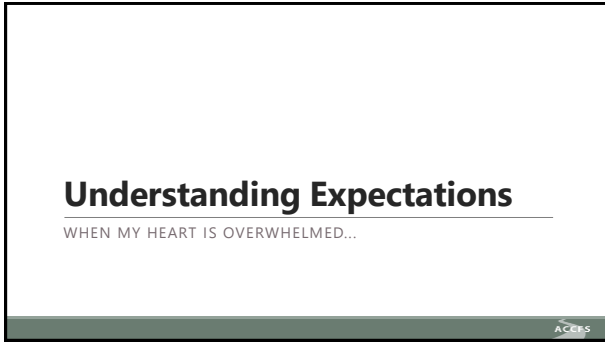 Understanding Expectations
WHEN MY HEART IS OVERWHELMED...
ACCFS